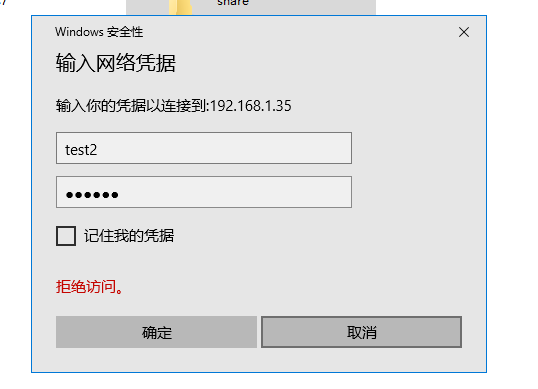 share
Windows 安全性
输入网络凭据
输入你的凭据以连接到:192.168.1.35
test2
●●●●●●
记住我的凭据
拒绝访问。
确定
取消